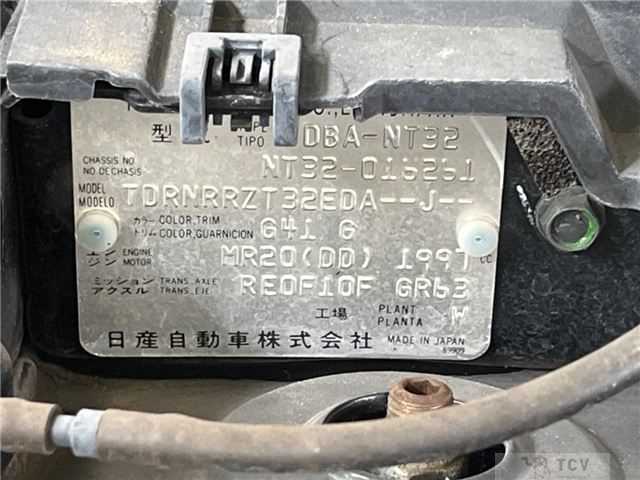 型 TIPO DBA-NT32
CHASSIS NO
NO DECHASIS NT32-016261
MODEL
MODELO TDRNRRZT32EDA--J--
カラー COLOR,TRIM
トリム COLOR,GUARNICION G41 G
エンジン ENGINE MOTOR MR20(DD) 1997 CC
ミッション TRANS.AXLE
アクスル TRANS.EJE RE0F10F GR63
工場 PLANT
PLANTA W
日産自動車株式会社 MADE IN JAPAN
89909
TCV